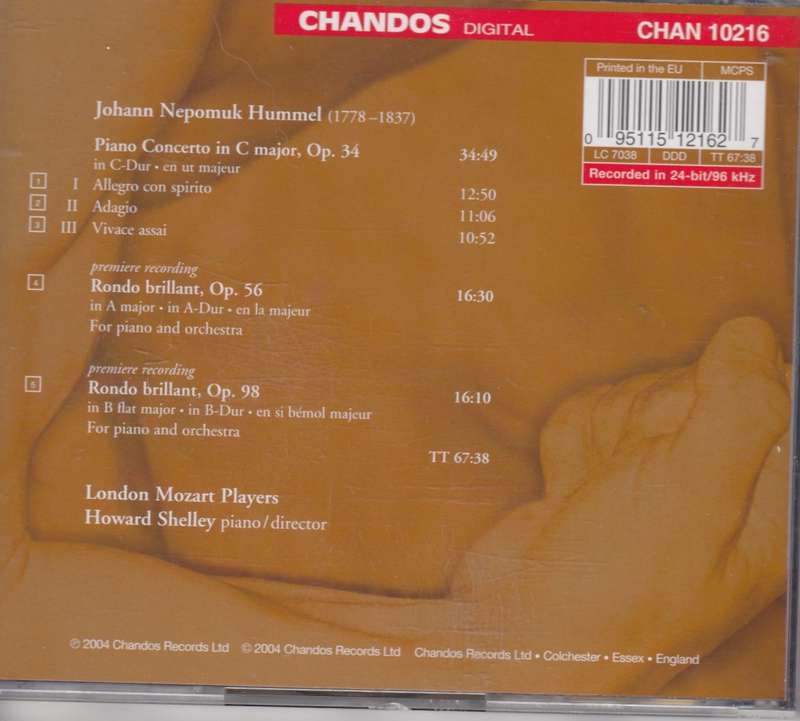 CHANDOS DIGITAL CHAN 10216
Printed in the EU MCPS
0 95115 12162 7
LC 7038 DDD TT 67:38
Recorded in 24-bit/96 kHz
Johann Nepomuk Hummel (1778–1837)
Piano Concerto in C major, Op. 34 34:49
in C-Dur • en ut majeur
1 I Allegro con spirito 12:50
2 II Adagio 11:06
3 III Vivace assai 10:52
premiere recording
4 Rondo brillant, Op. 56 16:30
in A major • in A-Dur • en la majeur
For piano and orchestra
premiere recording
5 Rondo brillant, Op. 98 16:10
in B flat major • in B-Dur • en si bémol majeur
For piano and orchestra
TT 67:38
London Mozart Players
Howard Shelley piano/director
℗ 2004 Chandos Records Ltd © 2004 Chandos Records Ltd Chandos Records Ltd • Colchester • Essex • England